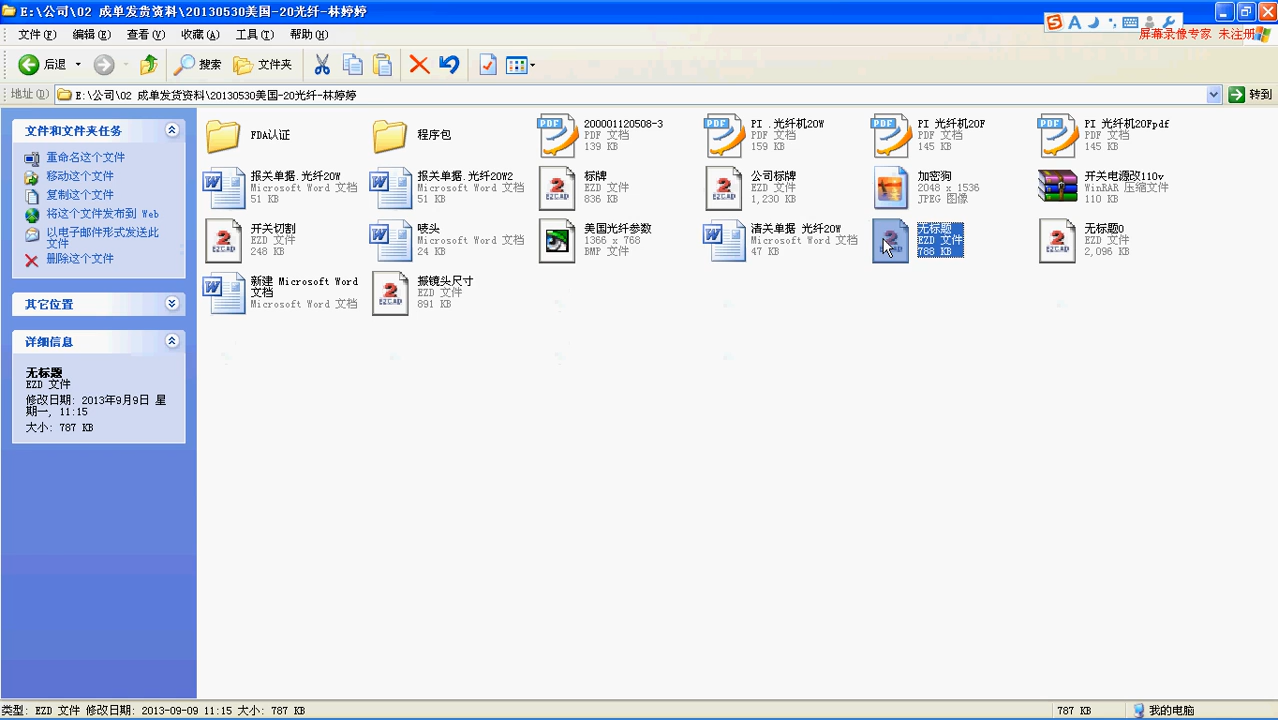 E:\公司\02 成单发货资料\20130530美国-20光纤-林婷婷
屏幕录像专家 未注册
文件(F) 编辑(E) 查看(V) 收藏(A) 工具(T) 帮助(H)
后退 搜索 文件夹
地址(D) E:\公司\02 成单发货资料\20130530美国-20光纤-林婷婷 转到
文件和文件夹任务
重命名这个文件
移动这个文件
复制这个文件
将这个文件发布到 Web
以电子邮件形式发送此
文件
删除这个文件
其它位置
详细信息
无标题
EZD 文件
修改日期: 2013年9月9日 星
期一, 11:15
大小: 787 KB
FDA认证
程序包
200001120508-3
PDF 文档
139 KB
PI 光纤机20W
PDF 文档
159 KB
PI 光纤机20F
PDF 文档
145 KB
PI 光纤机20Fpdf
PDF 文档
145 KB
报关单据.光纤20W
Microsoft Word 文档
51 KB
报关单据.光纤20W2
Microsoft Word 文档
51 KB
标牌
EZD 文件
836 KB
公司标牌
EZD 文件
1,230 KB
加密狗
2048 x 1536
JPEG 图像
开关电源改110v
WinRAR 压缩文件
110 KB
开关切割
EZD 文件
248 KB
唛头
Microsoft Word 文档
24 KB
美国光纤参数
1366 x 768
BMP 文件
清关单据 光纤20W
Microsoft Word 文档
47 KB
无标题
EZD 文件
788 KB
无标题0
EZD 文件
2,096 KB
新建 Microsoft Word
文档
Microsoft Word 文档
振镜头尺寸
EZD 文件
891 KB
类型: EZD 文件 修改日期: 2013-09-09 11:15 大小: 787 KB
787 KB
我的电脑